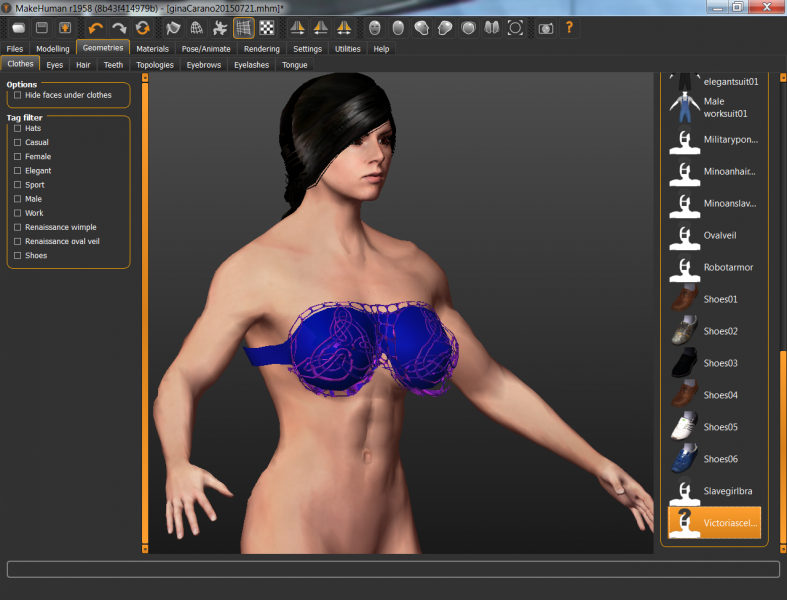 MakeHuman r1958 (8b43f414979b) - [ginaCarano20150721.mhm]*
Files Modelling Geometries Materials Pose/Animate Rendering Settings Utilities Help
Clothes Eyes Hair Teeth Topologies Eyebrows Eyelashes Tongue
Options
Hide faces under clothes
Tag filter
Hats
Casual
Female
Elegant
Sport
Male
Work
Renaissance wimple
Renaissance oval veil
Shoes
elegantsuit01
Male
worksuit01
Militarypon...
Minoanhair...
Minoanslav...
Ovalveil
Robotarmor
Shoes01
Shoes02
Shoes03
Shoes04
Shoes05
Shoes06
Slavegirlbra
Victoriascel...